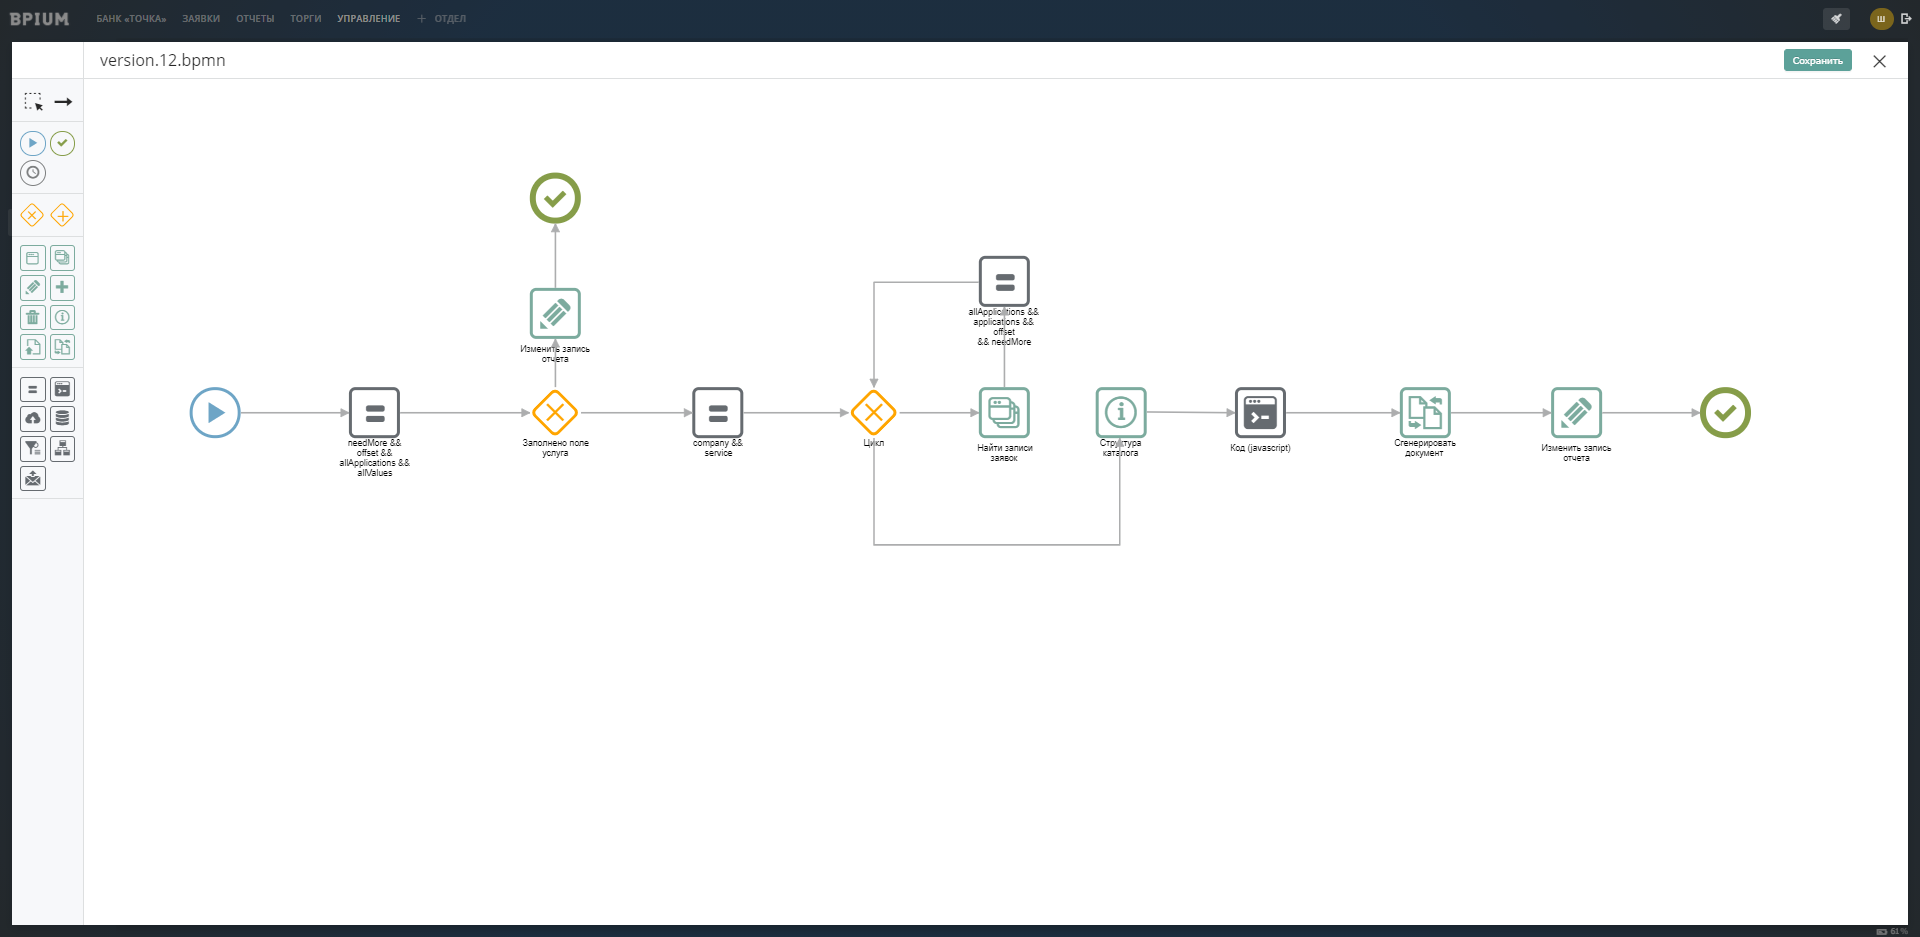 BPIUM
БАНК «ТОЧКА» ЗАЯВКИ ОТЧЕТЫ ТОРГИ УПРАВЛЕНИЕ + ОТДЕЛ
Ш
version.12.bpmn
Сохранить
allApplications &&
applications &&
offset
&& needMore
Изменить запись
отчета
needMore &&
offset &&
allApplications &&
allValues
Заполнено поле
услуга
company &&
service
Цикл
Найти записи
заявок
Структура
каталога
Код (javascript)
Сгенерировать
документ
Изменить запись
отчета
61%